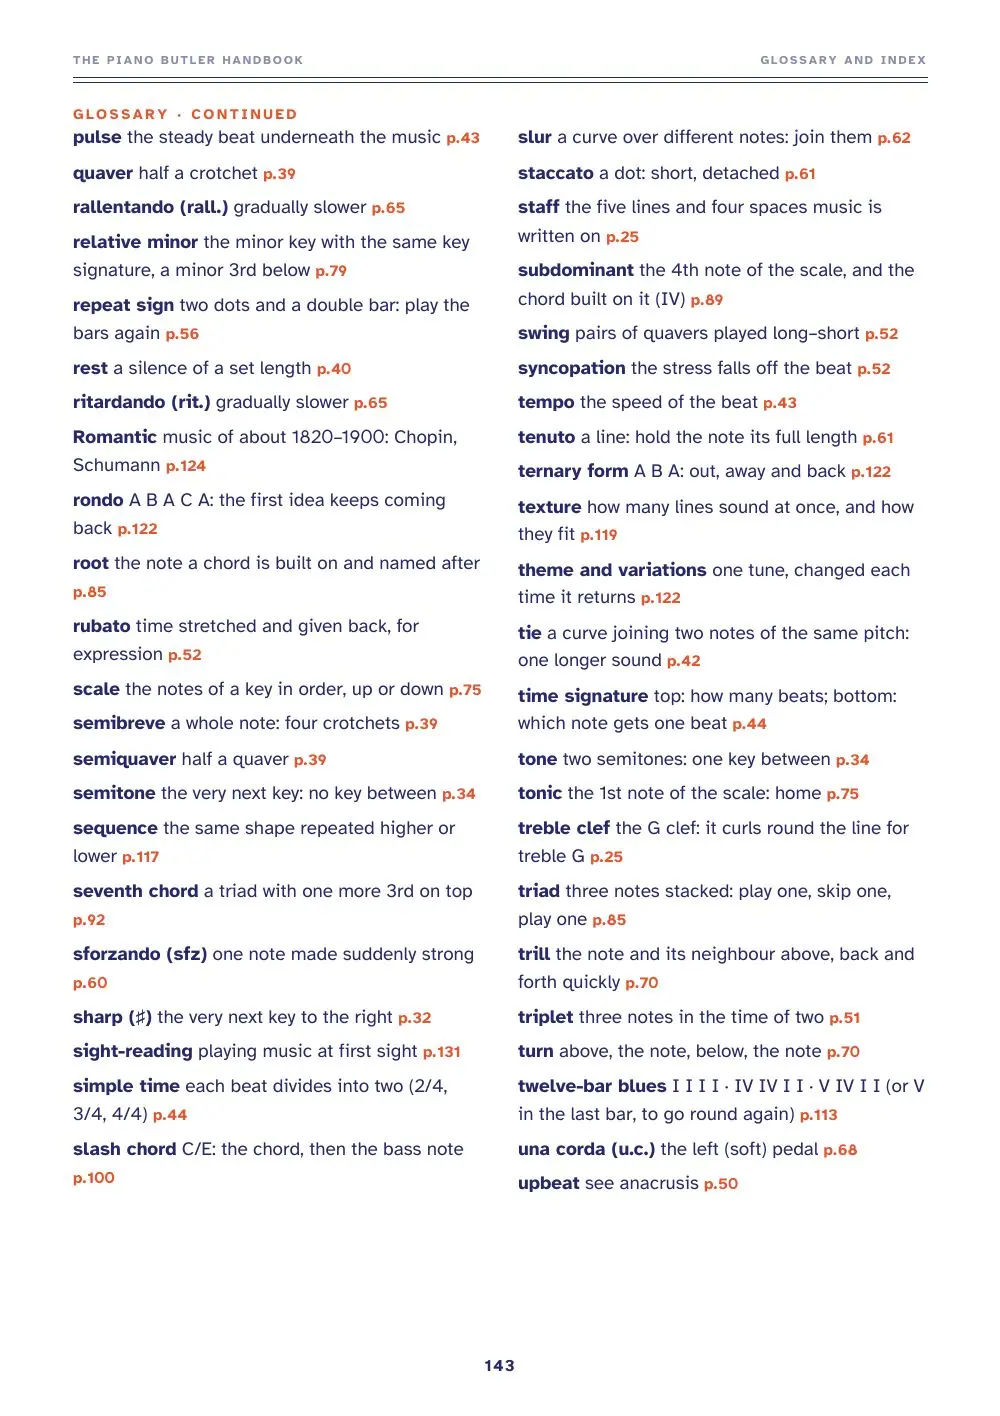 THE PIANO BUTLER HANDBOOK
GLOSSARY AND INDEX
GLOSSARY · CONTINUED
pulse the steady beat underneath the music p.43
quaver half a crotchet p.39
rallentando (rall.) gradually slower p.65
relative minor the minor key with the same key
signature, a minor 3rd below p.79
repeat sign two dots and a double bar: play the
bars again p.56
rest a silence of a set length p.40
ritardando (rit.) gradually slower p.65
Romantic music of about 1820–1900: Chopin,
Schumann p.124
rondo A B A C A: the first idea keeps coming
back p.122
root the note a chord is built on and named after
p.85
rubato time stretched and given back, for
expression p.52
scale the notes of a key in order, up or down p.75
semibreve a whole note: four crotchets p.39
semiquaver half a quaver p.39
semitone the very next key: no key between p.34
sequence the same shape repeated higher or
lower p.117
seventh chord a triad with one more 3rd on top
p.92
sforzando (sfz) one note made suddenly strong
p.60
sharp (♯) the very next key to the right p.32
sight-reading playing music at first sight p.131
simple time each beat divides into two (2/4,
3/4, 4/4) p.44
slash chord C/E: the chord, then the bass note
p.100
slur a curve over different notes: join them p.62
staccato a dot: short, detached p.61
staff the five lines and four spaces music is
written on p.25
subdominant the 4th note of the scale, and the
chord built on it (IV) p.89
swing pairs of quavers played long–short p.52
syncopation the stress falls off the beat p.52
tempo the speed of the beat p.43
tenuto a line: hold the note its full length p.61
ternary form A B A: out, away and back p.122
texture how many lines sound at once, and how
they fit p.119
theme and variations one tune, changed each
time it returns p.122
tie a curve joining two notes of the same pitch:
one longer sound p.42
time signature top: how many beats; bottom:
which note gets one beat p.44
tone two semitones: one key between p.34
tonic the 1st note of the scale: home p.75
treble clef the G clef: it curls round the line for
treble G p.25
triad three notes stacked: play one, skip one,
play one p.85
trill the note and its neighbour above, back and
forth quickly p.70
triplet three notes in the time of two p.51
turn above, the note, below, the note p.70
twelve-bar blues I I I I · IV IV I I · V IV I I (or V
in the last bar, to go round again) p.113
una corda (u.c.) the left (soft) pedal p.68
upbeat see anacrusis p.50
143